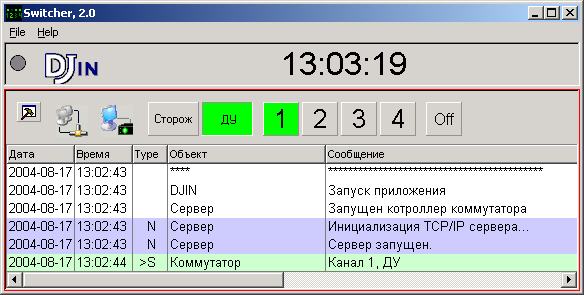 Switcher, 2.0
File Help
DJIN 13:03:19
Сторож ДУ 1 2 3 4 Off
Дата Время Type Объект Сообщение
2004-08-17 13:02:43 **** ****************************************
2004-08-17 13:02:43 DJIN Запуск приложения
2004-08-17 13:02:43 Сервер Запущен котроллер коммутатора
2004-08-17 13:02:43 N Сервер Инициализация TCP/IP сервера...
2004-08-17 13:02:43 N Сервер Сервер запущен.
2004-08-17 13:02:44 >S Коммутатор Канал 1, ДУ